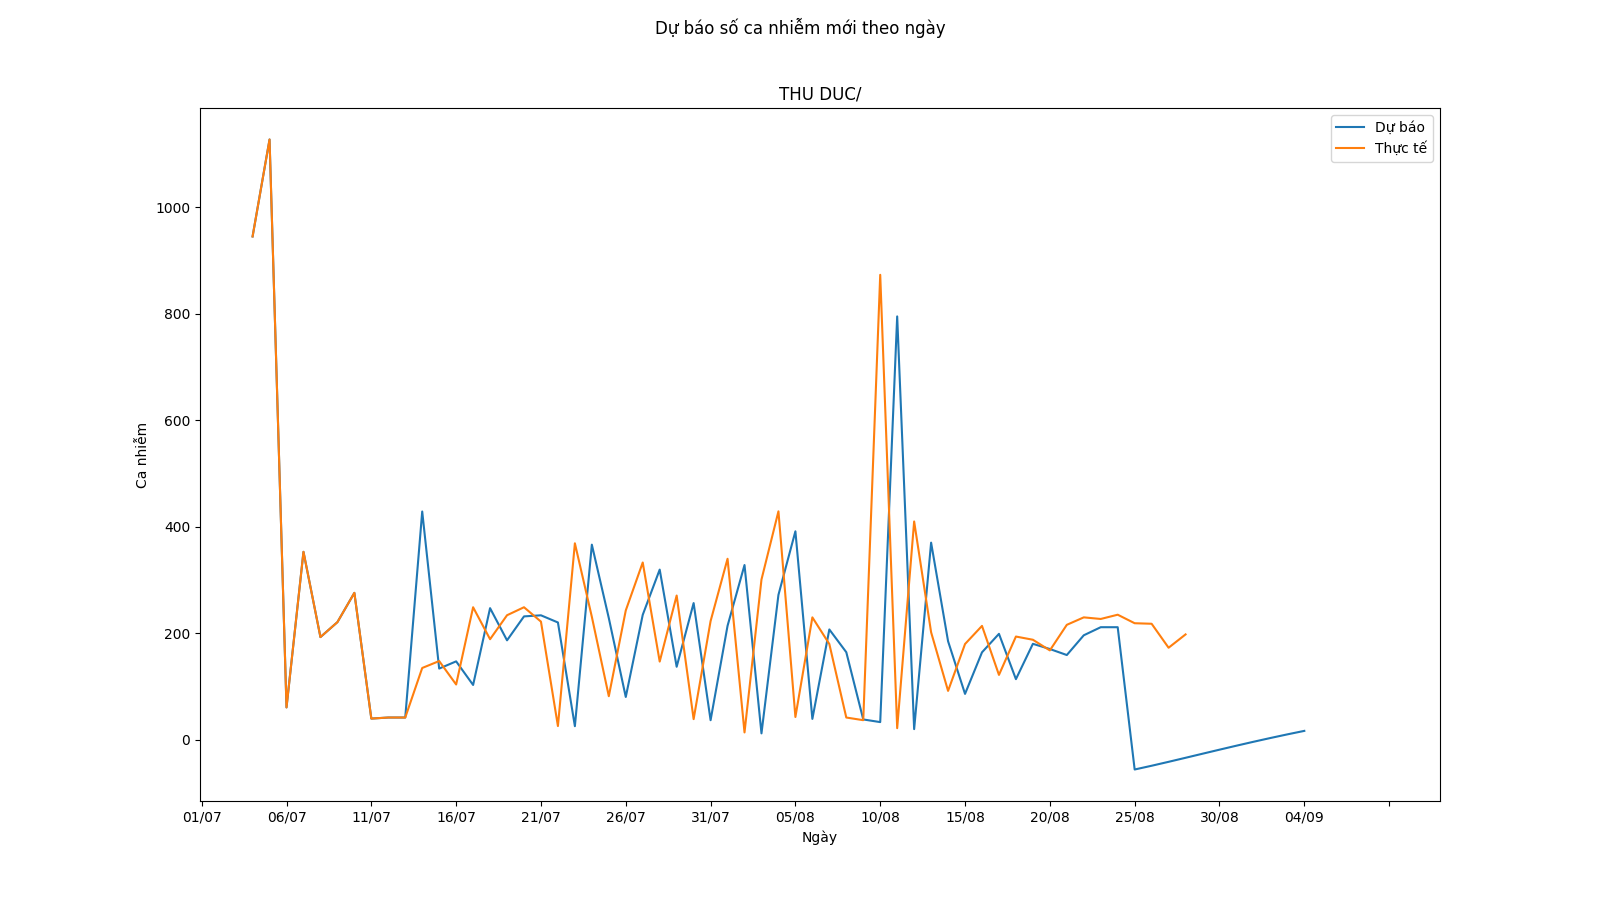 Dự báo số ca nhiễm mới theo ngày
THU DUC/
Dự báo
Thực tế
1000
800
600
400
200
0
Ca nhiễm
01/07 06/07 11/07 16/07 21/07 26/07 31/07 05/08 10/08 15/08 20/08 25/08 30/08 04/09
Ngày